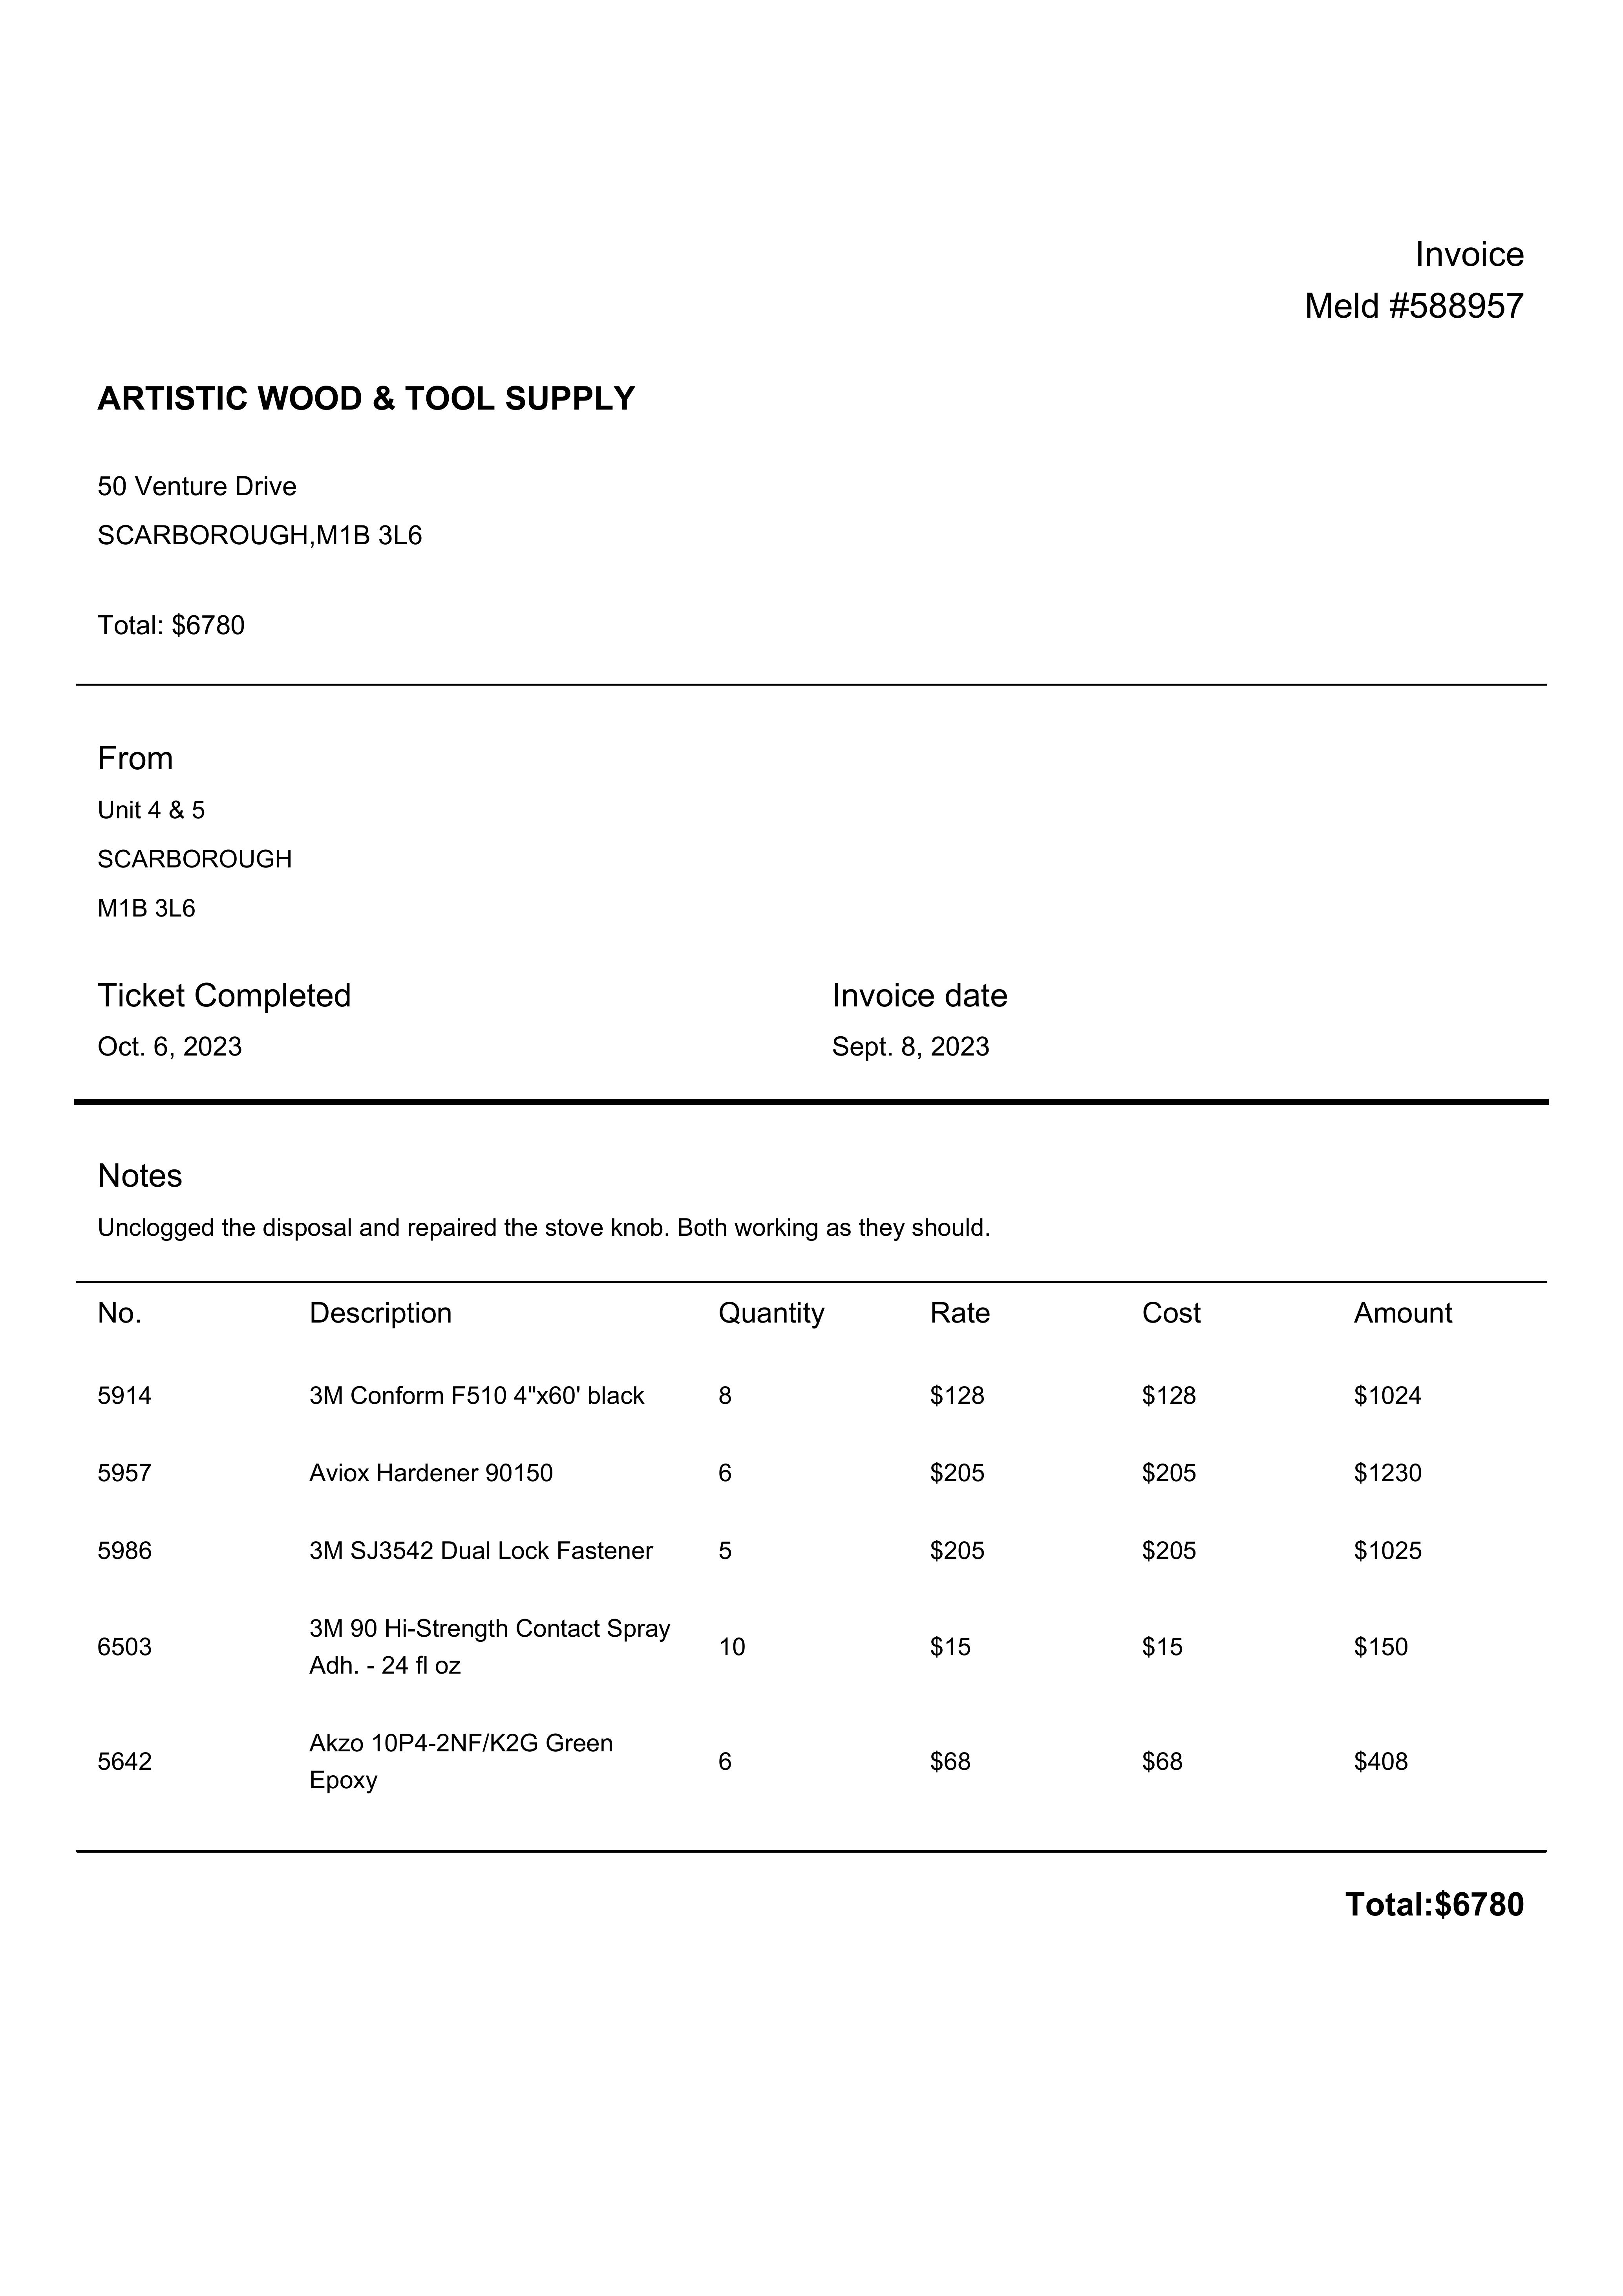 Invoice
Meld #588957
ARTISTIC WOOD & TOOL SUPPLY
50 Venture Drive
SCARBOROUGH,M1B 3L6
Total: $6780
From
Unit 4 & 5
SCARBOROUGH
M1B 3L6
Ticket Completed Invoice date
Oct. 6, 2023 Sept. 8, 2023
Notes
Unclogged the disposal and repaired the stove knob. Both working as they should.
No. Description Quantity Rate Cost Amount
5914 3M Conform F510 4"x60' black 8 $128 $128 $1024
5957 Aviox Hardener 90150 6 $205 $205 $1230
5986 3M SJ3542 Dual Lock Fastener 5 $205 $205 $1025
6503 3M 90 Hi-Strength Contact Spray 10 $15 $15 $150
Adh. - 24 fl oz
5642 Akzo 10P4-2NF/K2G Green 6 $68 $68 $408
Epoxy
Total:$6780